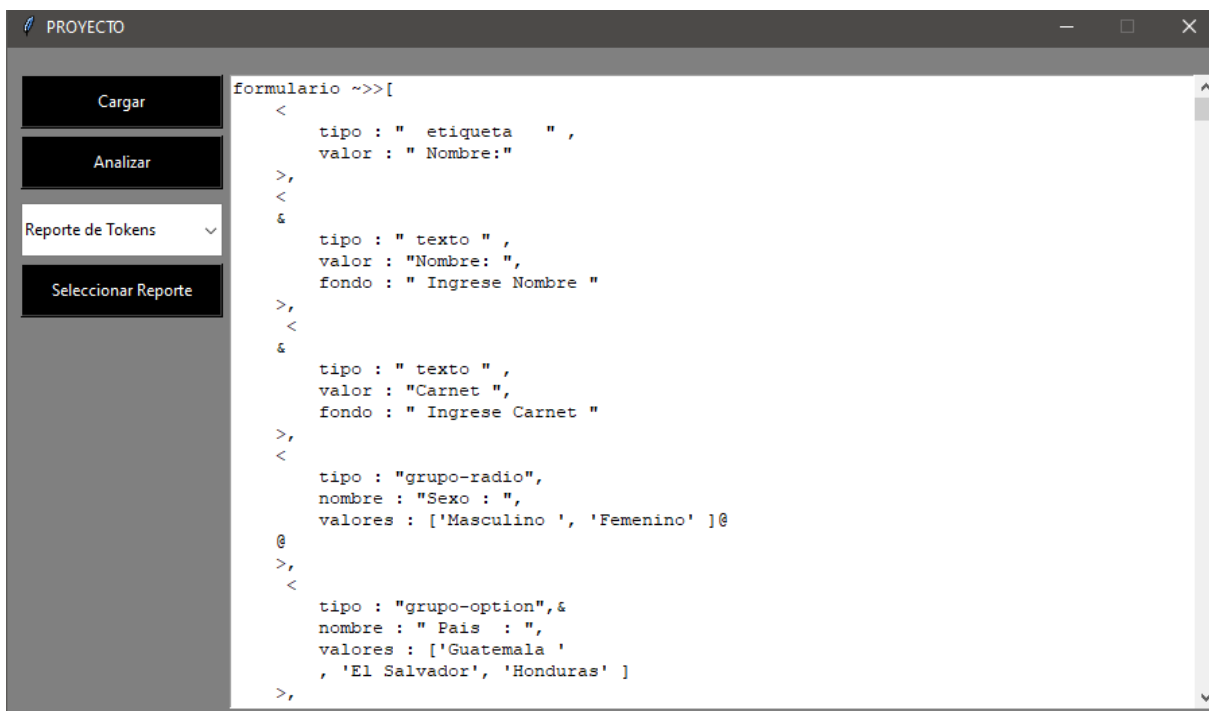 PROYECTO
Cargar
Analizar
Reporte de Tokens
Seleccionar Reporte
formulario ~>>[
    <
        tipo : "  etiqueta   " ,
        valor : " Nombre:"
    >,
    <
    &
        tipo : " texto " ,
        valor : "Nombre: ",
        fondo : " Ingrese Nombre "
    >,
     <
    &
        tipo : " texto " ,
        valor : "Carnet ",
        fondo : " Ingrese Carnet "
    >,
    <
        tipo : "grupo-radio",
        nombre : "Sexo : ",
        valores : ['Masculino ', 'Femenino' ]@
    @
    >,
     <
        tipo : "grupo-option",&
        nombre : " Pais  : ",
        valores : ['Guatemala '
        , 'El Salvador', 'Honduras' ]
    >,